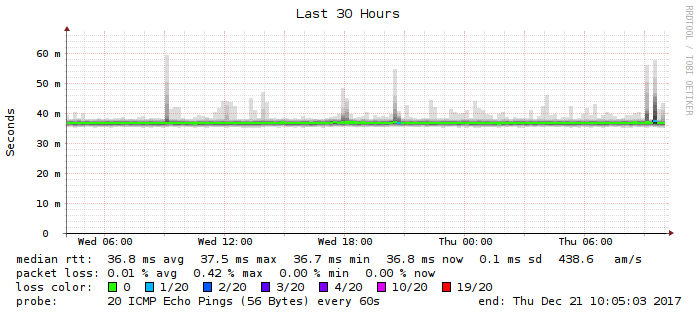 Last 30 Hours
RRDTOOL / TOBI OETIKER
Seconds
60 m
50 m
40 m
30 m
20 m
10 m
0
Wed 06:00 Wed 12:00 Wed 18:00 Thu 00:00 Thu 06:00
median rtt: 36.8 ms avg 37.5 ms max 36.7 ms min 36.8 ms now 0.1 ms sd 438.6 am/s
packet loss: 0.01 % avg 0.42 % max 0.00 % min 0.00 % now
loss color: 0 1/20 2/20 3/20 4/20 10/20 19/20
probe: 20 ICMP Echo Pings (56 Bytes) every 60s end: Thu Dec 21 10:05:03 2017